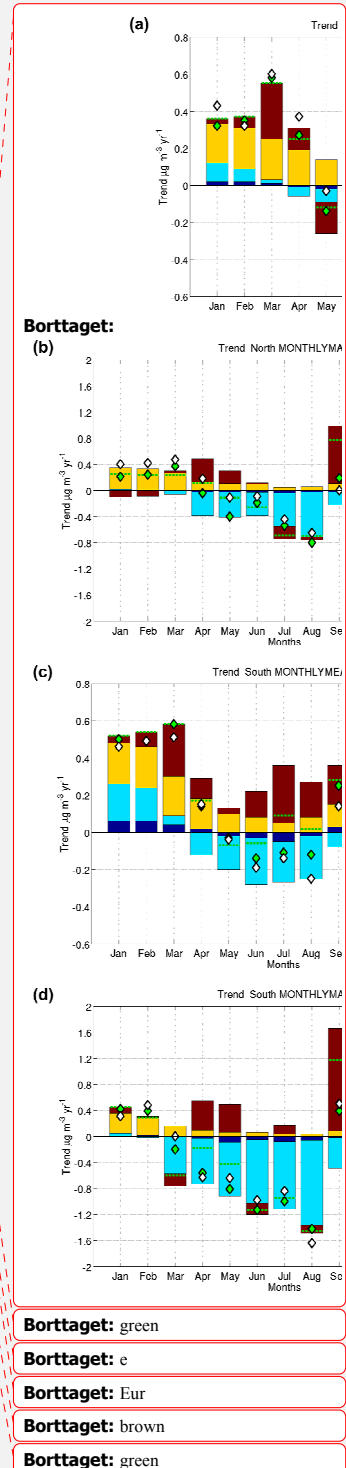 (a)
Trend
0.8
0.6
0.4
0.2
0
-0.2
-0.4
-0.6
Trend µg m-3 yr-1
Jan Feb Mar Apr May
Borttaget:
(b)
Trend North MONTHLYMA
2
1.6
1.2
0.8
0.4
0
-0.4
-0.8
-1.2
-1.6
2
Trend µg m-3 yr-1
Jan Feb Mar Apr May Jun Jul Aug Se
Months
(c)
Trend South MONTHLYMEA
0.8
0.6
0.4
0.2
0
-0.2
-0.4
-0.6
Trend µg m-3 yr-1
Jan Feb Mar Apr May Jun Jul Aug Se
Months
(d)
Trend South MONTHLYMA
2
1.6
1.2
0.8
0.4
0
-0.4
-0.8
-1.2
-1.6
-2
Trend µg m-3 yr-1
Jan Feb Mar Apr May Jun Jul Aug Se
Months
Borttaget: green
Borttaget: e
Borttaget: Eur
Borttaget: brown
Borttaget: green